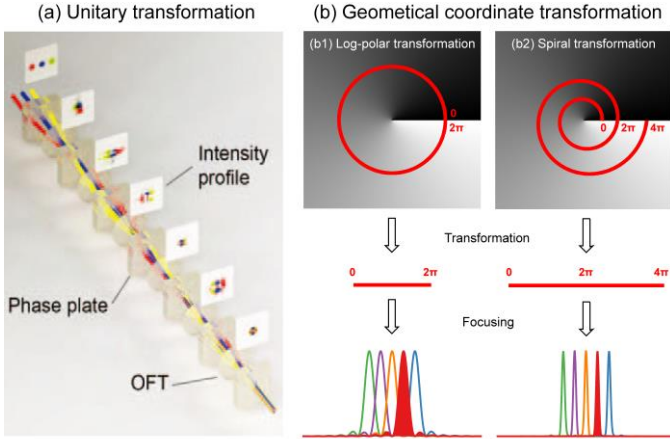 (a) Unitary transformation
Intensity
profile
Phase plate
OFT
(b) Geometical coordinate transformation
(b1) Log-polar transformation
0
2π
(b2) Spiral transformation
0 2π 4π
Transformation
0 2π
0 2π 4π
Focusing